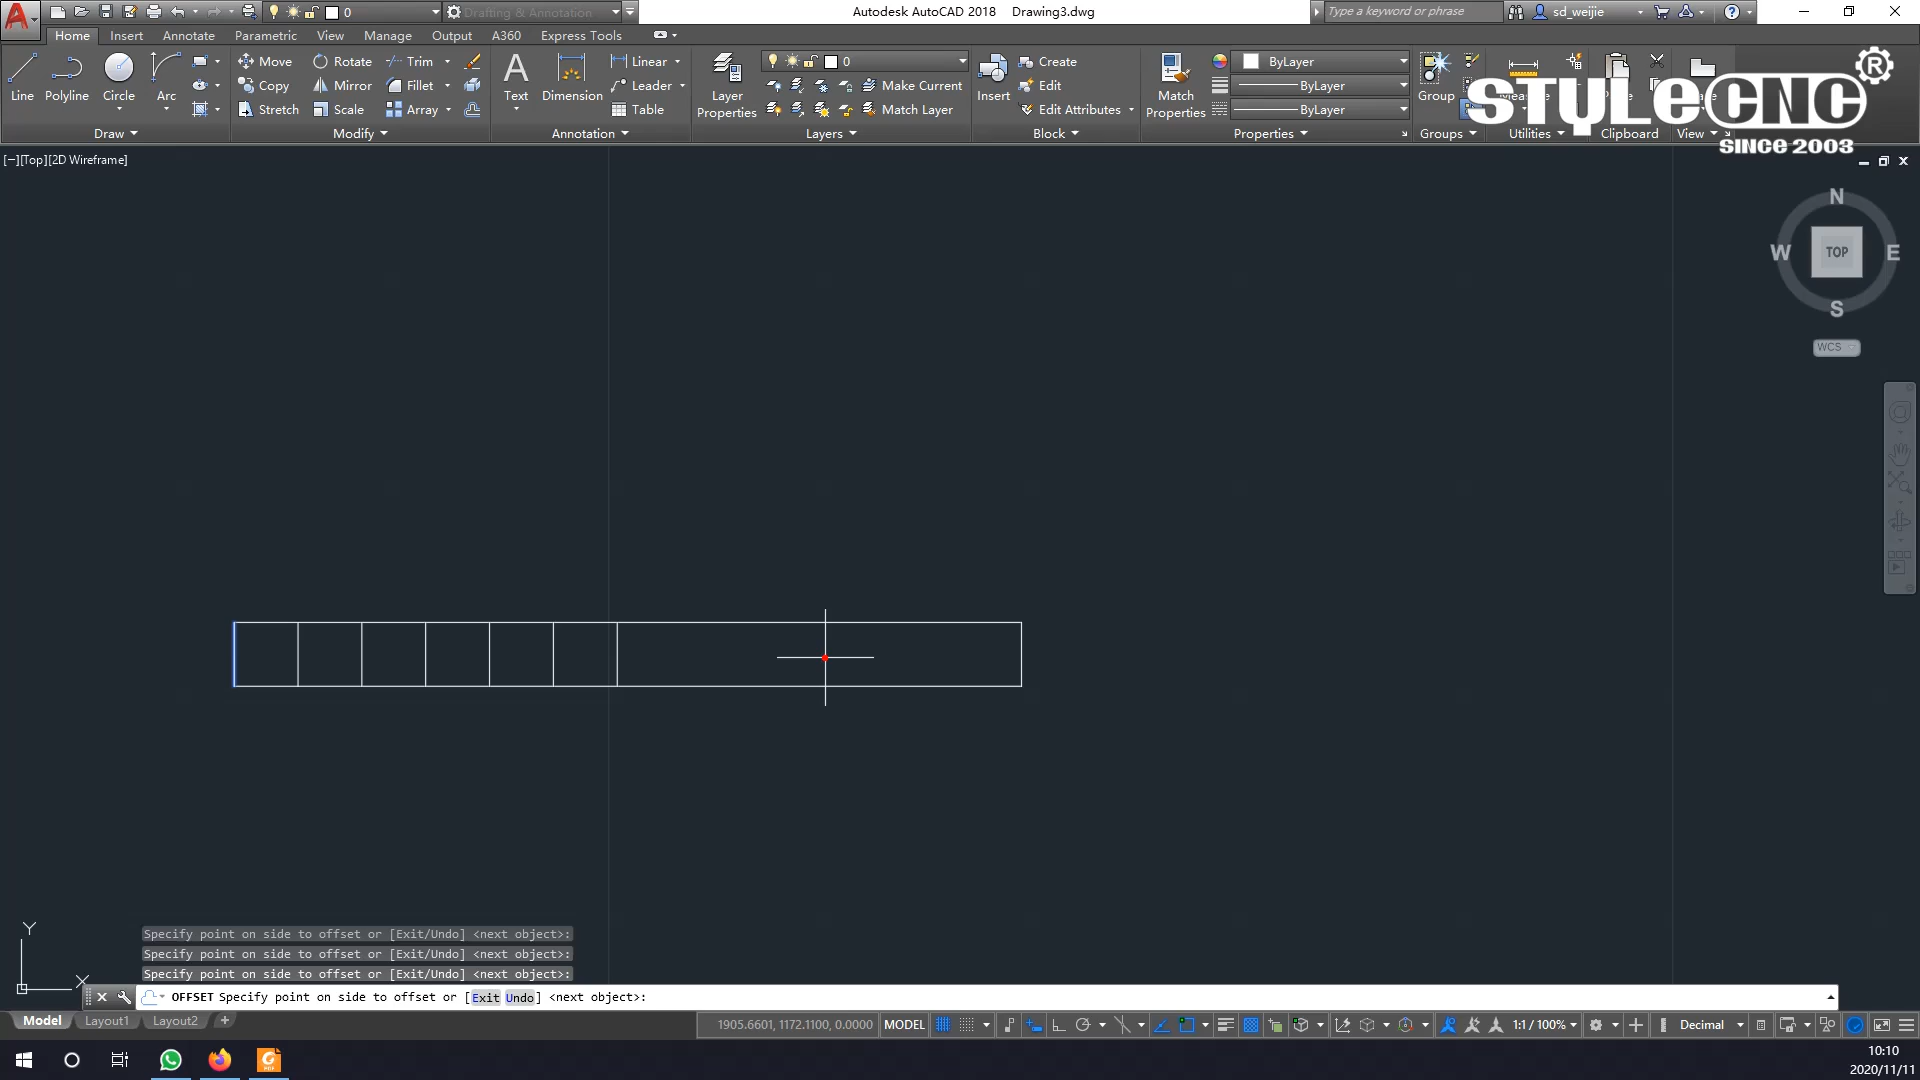 0
Drafting & Annotation
Autodesk AutoCAD 2018 Drawing3.dwg
Type a keyword or phrase
sd_weijie
Home Insert Annotate Parametric View Manage Output A360 Express Tools
Line Polyline Circle Arc
Move Rotate Trim
Copy Mirror Fillet
Stretch Scale Array
Text Dimension
Linear
Leader
Table
Layer
Properties
0
Make Current
Match Layer
Insert
Create
Edit
Edit Attributes
Match
Properties
ByLayer
ByLayer
ByLayer
Group
STYLECNC®
SINCE 2003
Draw Modify Annotation Layers Block Properties Groups Utilities Clipboard View
[−][Top][2D Wireframe]
N
W TOP E
S
WCS
Y
X
Specify point on side to offset or [Exit/Undo] <next object>:
Specify point on side to offset or [Exit/Undo] <next object>:
Specify point on side to offset or [Exit/Undo] <next object>:
OFFSET Specify point on side to offset or [Exit Undo] <next object>:
Model Layout1 Layout2
1905.6601, 1172.1100, 0.0000 MODEL 1:1 / 100% Decimal
10:10
2020/11/11